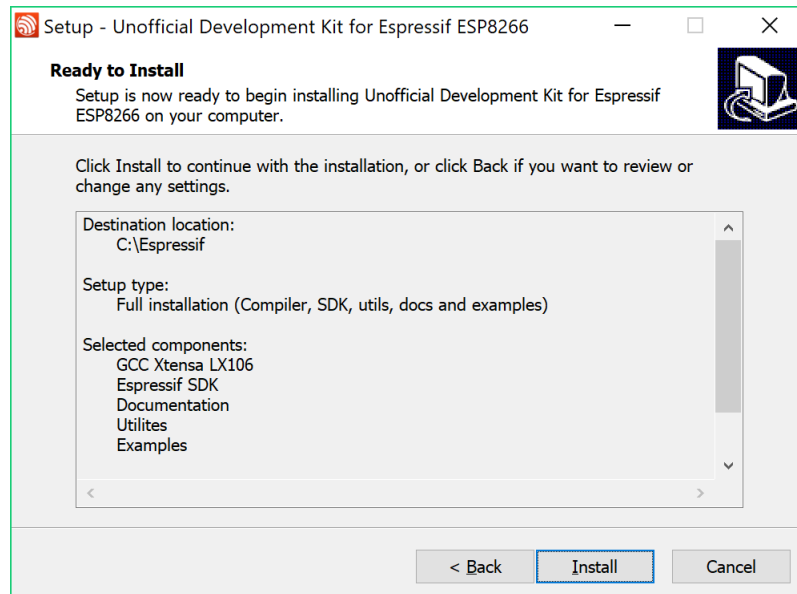 Setup - Unofficial Development Kit for Espressif ESP8266
Ready to Install
Setup is now ready to begin installing Unofficial Development Kit for Espressif
ESP8266 on your computer.
Click Install to continue with the installation, or click Back if you want to review or
change any settings.
Destination location:
C:\Espressif
Setup type:
Full installation (Compiler, SDK, utils, docs and examples)
Selected components:
GCC Xtensa LX106
Espressif SDK
Documentation
Utilites
Examples
< Back
Install
Cancel